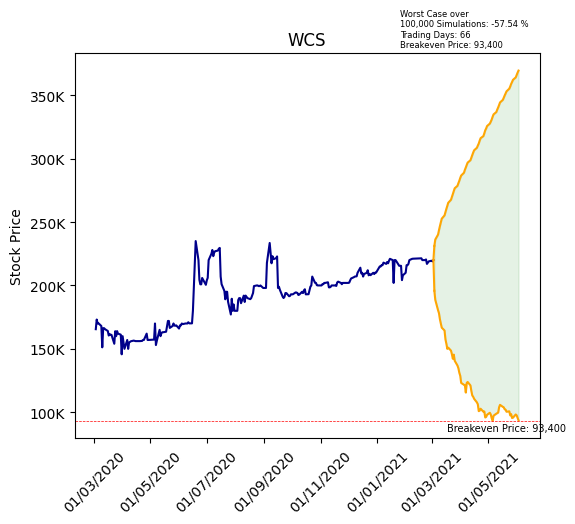 Worst Case over
100,000 Simulations: -57.54 %
Trading Days: 66
Breakeven Price: 93,400
WCS
Stock Price
350K
300K
250K
200K
150K
100K
Breakeven Price: 93,400
01/03/2020
01/05/2020
01/07/2020
01/09/2020
01/11/2020
01/01/2021
01/03/2021
01/05/2021